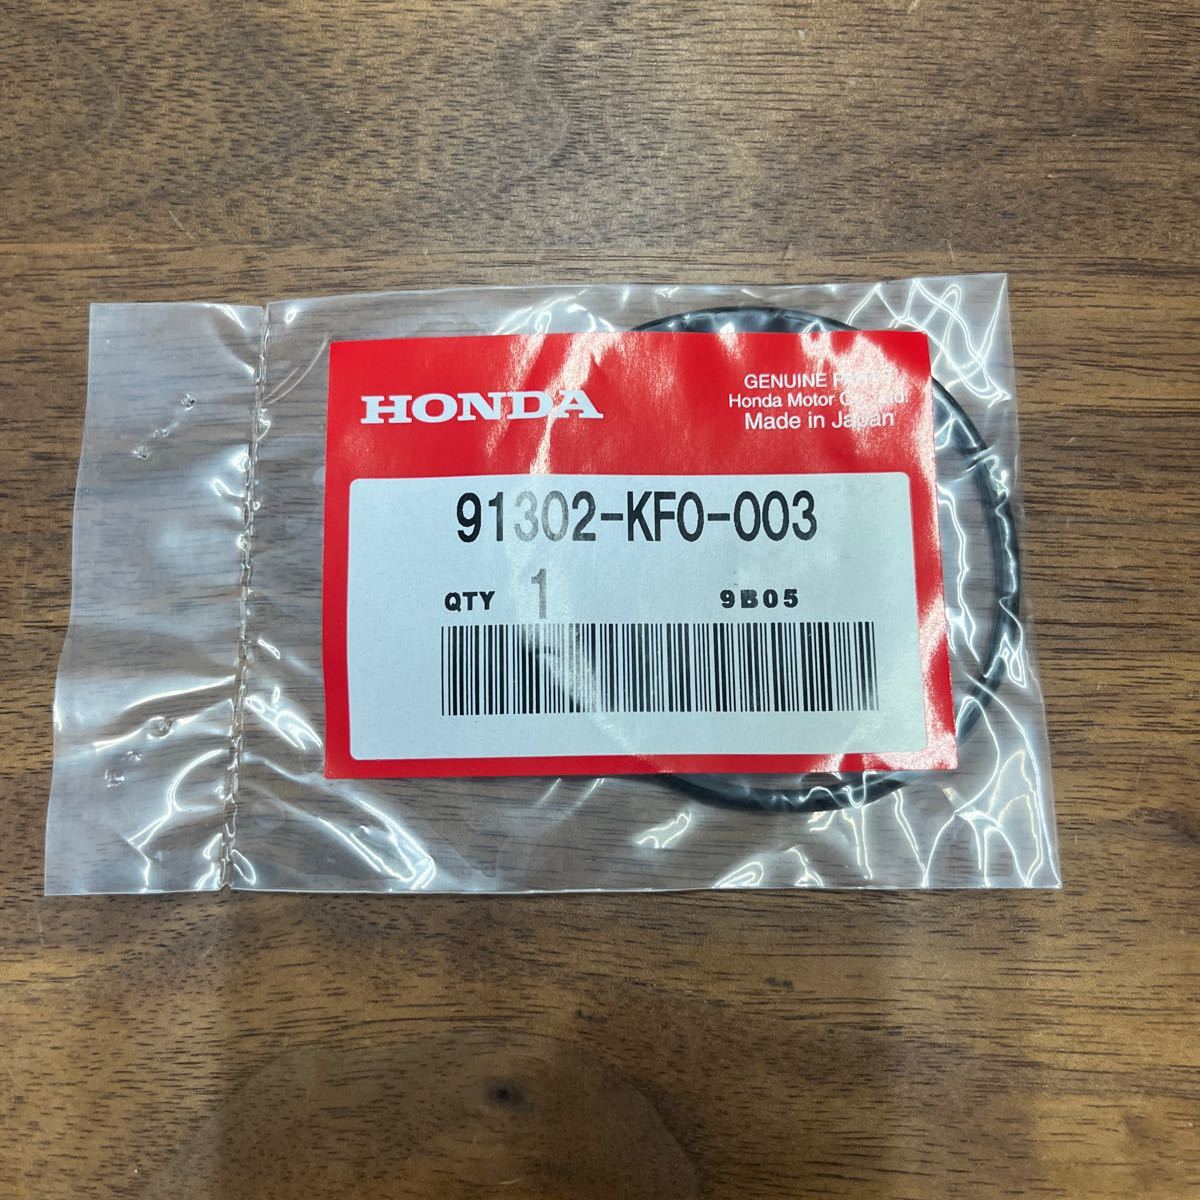 HONDA
GENUINE PARTS
Honda Motor Co., Ltd.
Made in Japan
91302-KF0-003
QTY 1 9B05